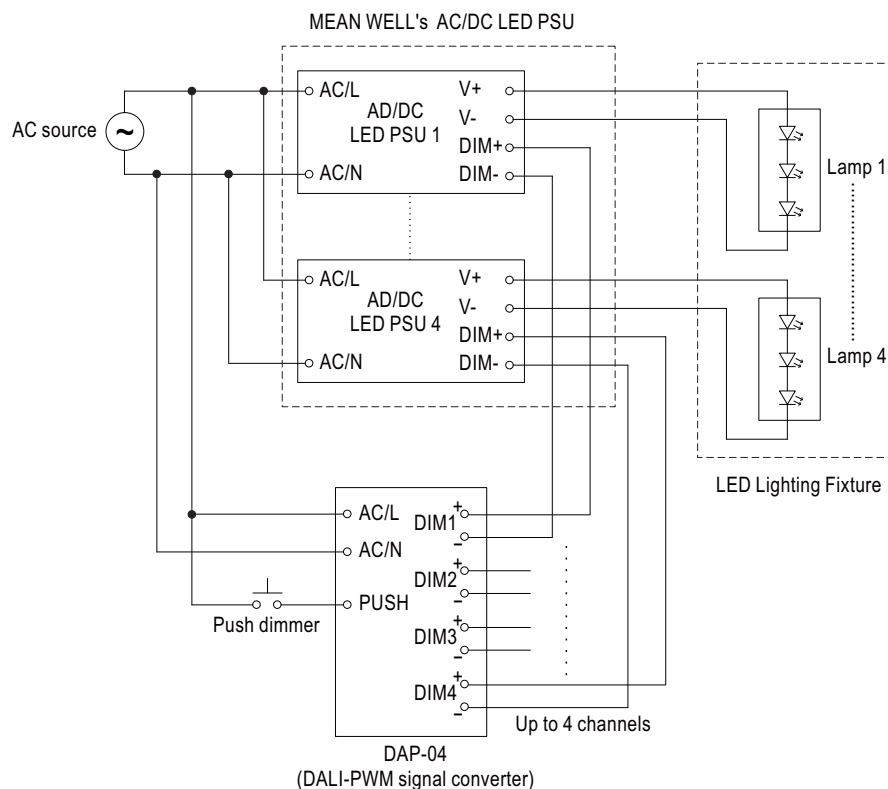 MEAN WELL's AC/DC LED PSU
AC source
~
AC/L
AD/DC
LED PSU 1
AC/N
V+
V-
DIM+
DIM-
AC/L
AD/DC
LED PSU 4
AC/N
V+
V-
DIM+
DIM-
Lamp 1
Lamp 4
LED Lighting Fixture
AC/L
AC/N
PUSH
Push dimmer
DIM1
+
-
DIM2
+
-
DIM3
+
-
DIM4
+
-
Up to 4 channels
DAP-04
(DALI-PWM signal converter)